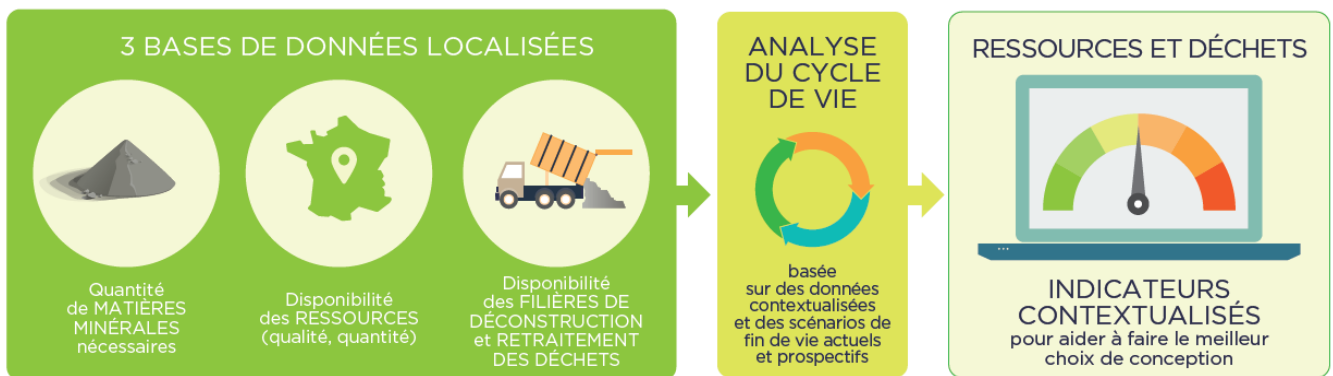 3 BASES DE DONNÉES LOCALISÉES
Quantité
de MATIÈRES
MINÉRALES
nécessaires
Disponibilité
des RESSOURCES
(qualité, quantité)
Disponibilité
des FILIÈRES DE
DÉCONSTRUCTION
et RETRAITEMENT
DES DÉCHETS
ANALYSE
DU CYCLE
DE VIE
basée
sur des données
contextualisées
et des scénarios de
fin de vie actuels
et prospectifs
RESSOURCES ET DÉCHETS
INDICATEURS
CONTEXTUALISÉS
pour aider à faire le meilleur
choix de conception